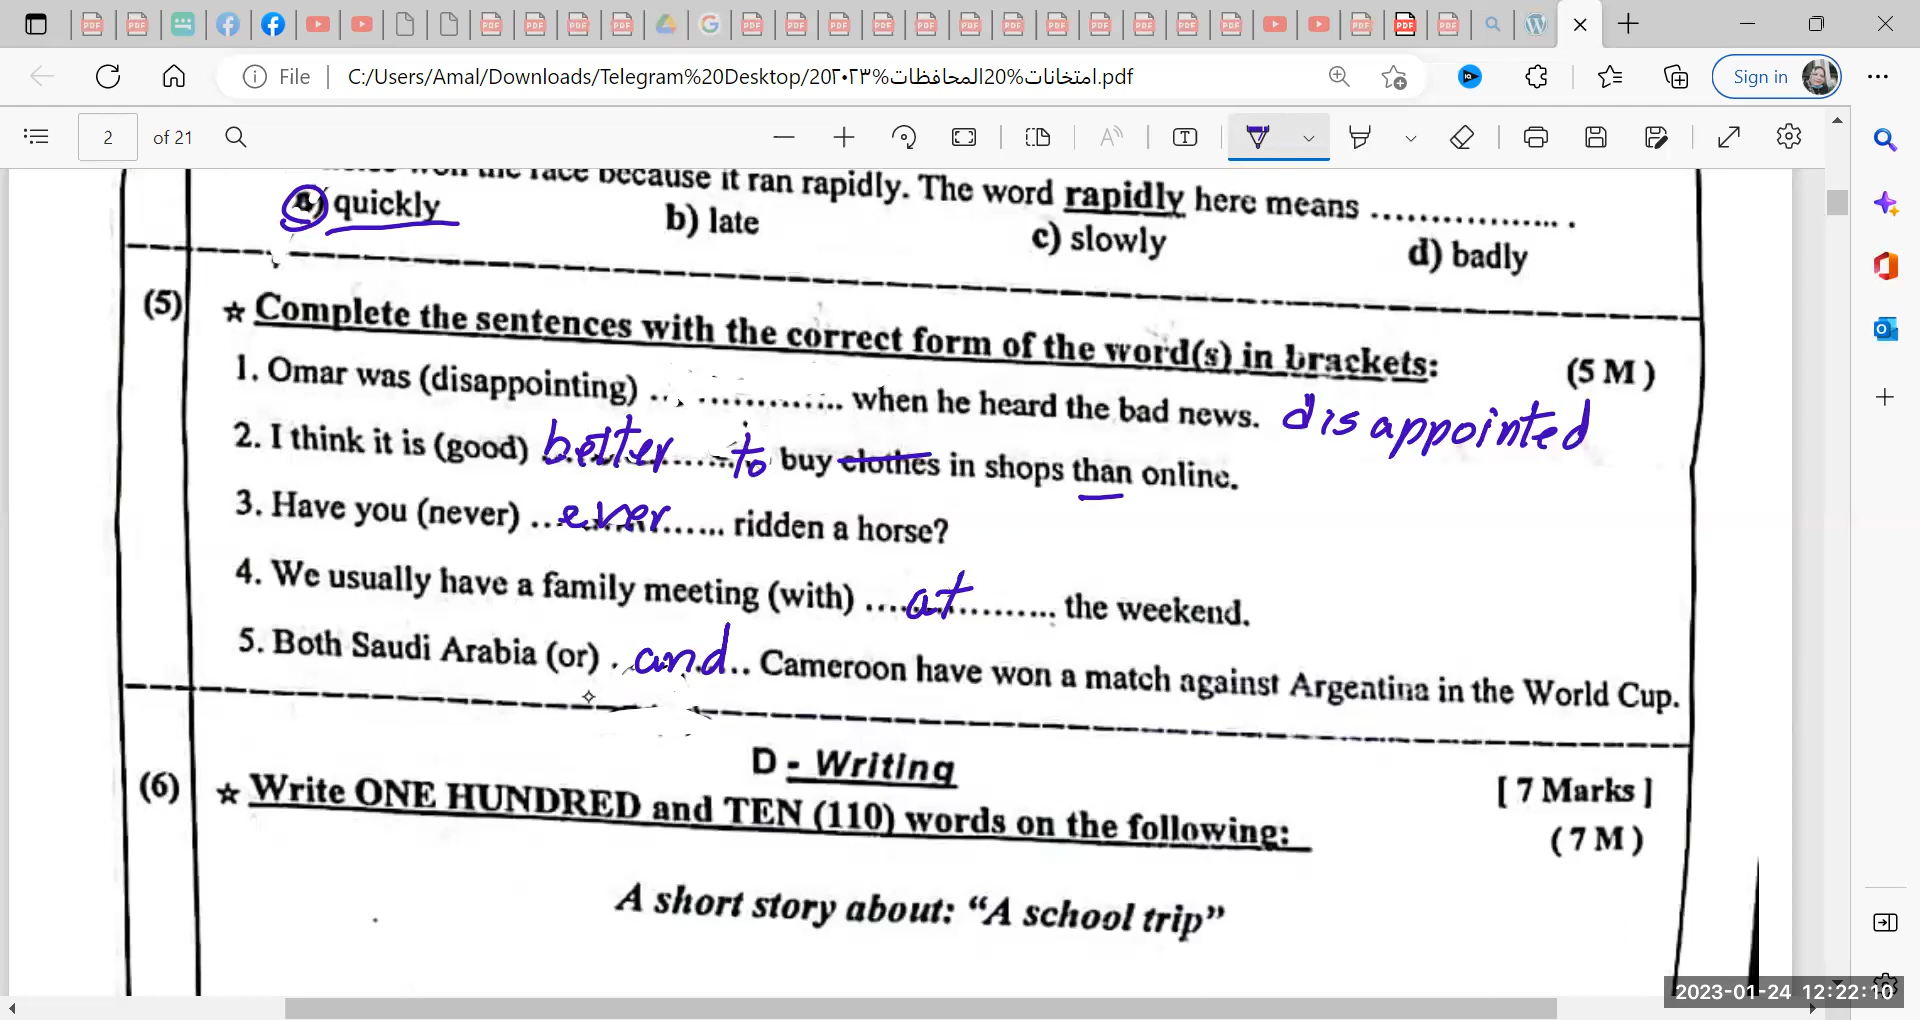 File
C:/Users/Amal/Downloads/Telegram%20Desktop/امتخانات%20المحافظات%20٢٠٢٣.pdf
Sign in
2 of 21
won the race because it ran rapidly. The word rapidly here means ................... .
a) quickly b) late c) slowly d) badly
(5) ☆ Complete the sentences with the correct form of the word(s) in brackets: (5 M)
1. Omar was (disappointing) ................ when he heard the bad news. disappointed
2. I think it is (good) better to buy clothes in shops than online.
3. Have you (never) ...ever...... ridden a horse?
4. We usually have a family meeting (with) ....at.......... the weekend.
5. Both Saudi Arabia (or) . and.. Cameroon have won a match against Argentina in the World Cup.
D - Writing [ 7 Marks ]
(6) ☆ Write ONE HUNDRED and TEN (110) words on the following: ( 7 M )
A short story about: “A school trip”
2023-01-24 12:22:10